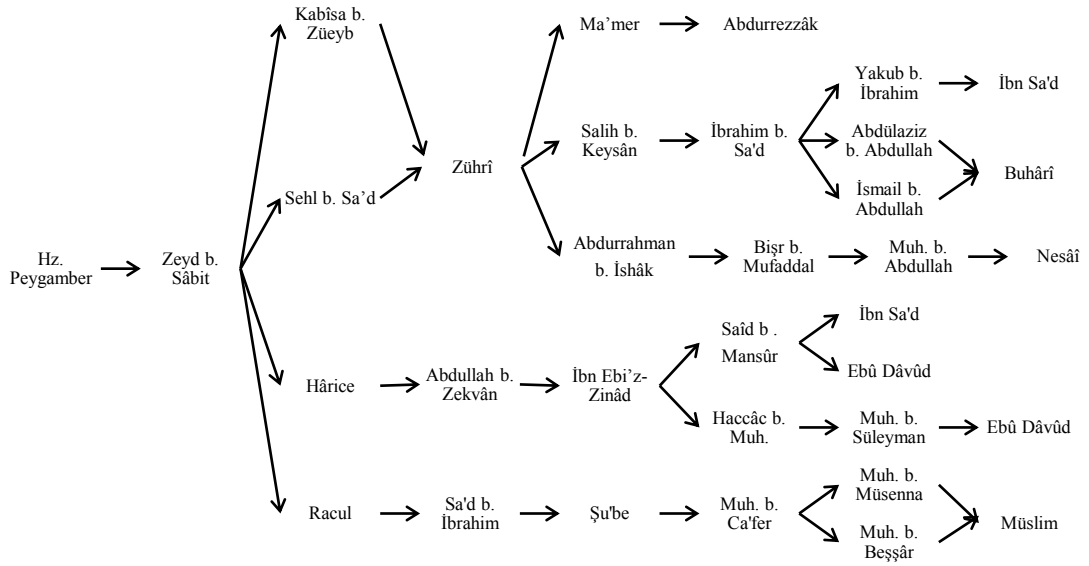 Kabîsa b.
Züeyb
Ma’mer
Abdurrezzâk
Yakub b.
İbrahim
İbn Sa'd
Salih b.
Keysân
İbrahim b.
Sa'd
Abdülaziz
b. Abdullah
Zührî
Buhârî
Sehl b. Sa’d
İsmail b.
Abdullah
Hz.
Peygamber
Zeyd b.
Sâbit
Abdurrahman
b. İshâk
Bişr b.
Mufaddal
Muh. b.
Abdullah
Nesâî
Saîd b .
Mansûr
İbn Sa'd
Ebû Dâvûd
Hârice
Abdullah b.
Zekvân
İbn Ebi’z-
Zinâd
Haccâc b.
Muh.
Muh. b.
Süleyman
Ebû Dâvûd
Racul
Sa'd b.
İbrahim
Şu'be
Muh. b.
Ca'fer
Muh. b.
Müsenna
Muh. b.
Beşşâr
Müslim